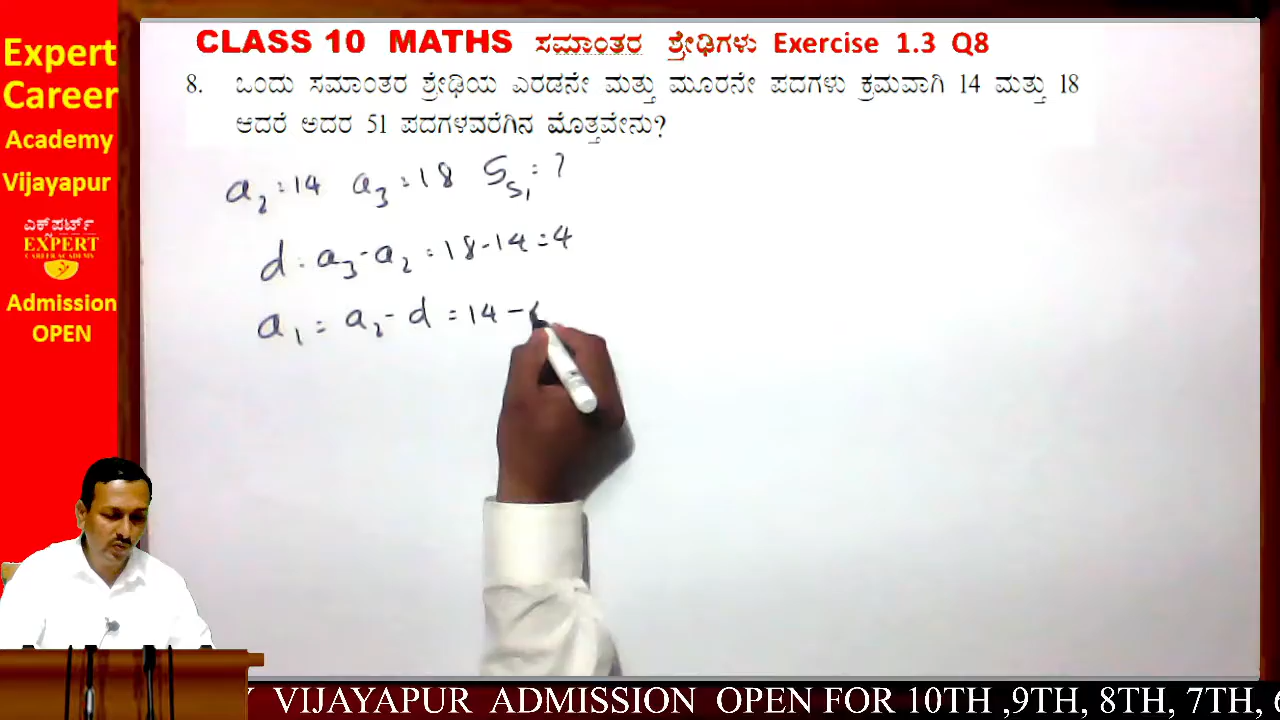 Expert
Career
Academy
Vijayapur
ಎಕ್ಸ್‌ಪರ್ಟ್
EXPERT
CAREER ACADEMY
Admission
OPEN
CLASS 10 MATHS ಸಮಾಂತರ ಶ್ರೇಢಿಗಳು Exercise 1.3 Q8
8. ಒಂದು ಸಮಾಂತರ ಶ್ರೇಢಿಯ ಎರಡನೇ ಮತ್ತು ಮೂರನೇ ಪದಗಳು ಕ್ರಮವಾಗಿ 14 ಮತ್ತು 18
ಆದರೆ ಅದರ 51 ಪದಗಳವರೆಗಿನ ಮೊತ್ತವೇನು?
a₂ = 14 a₃ = 18 S₅₁ = ?
d = a₃ - a₂ = 18 - 14 = 4
a₁ = a₂ - d = 14 -
VIJAYAPUR ADMISSION OPEN FOR 10TH ,9TH, 8TH, 7TH,